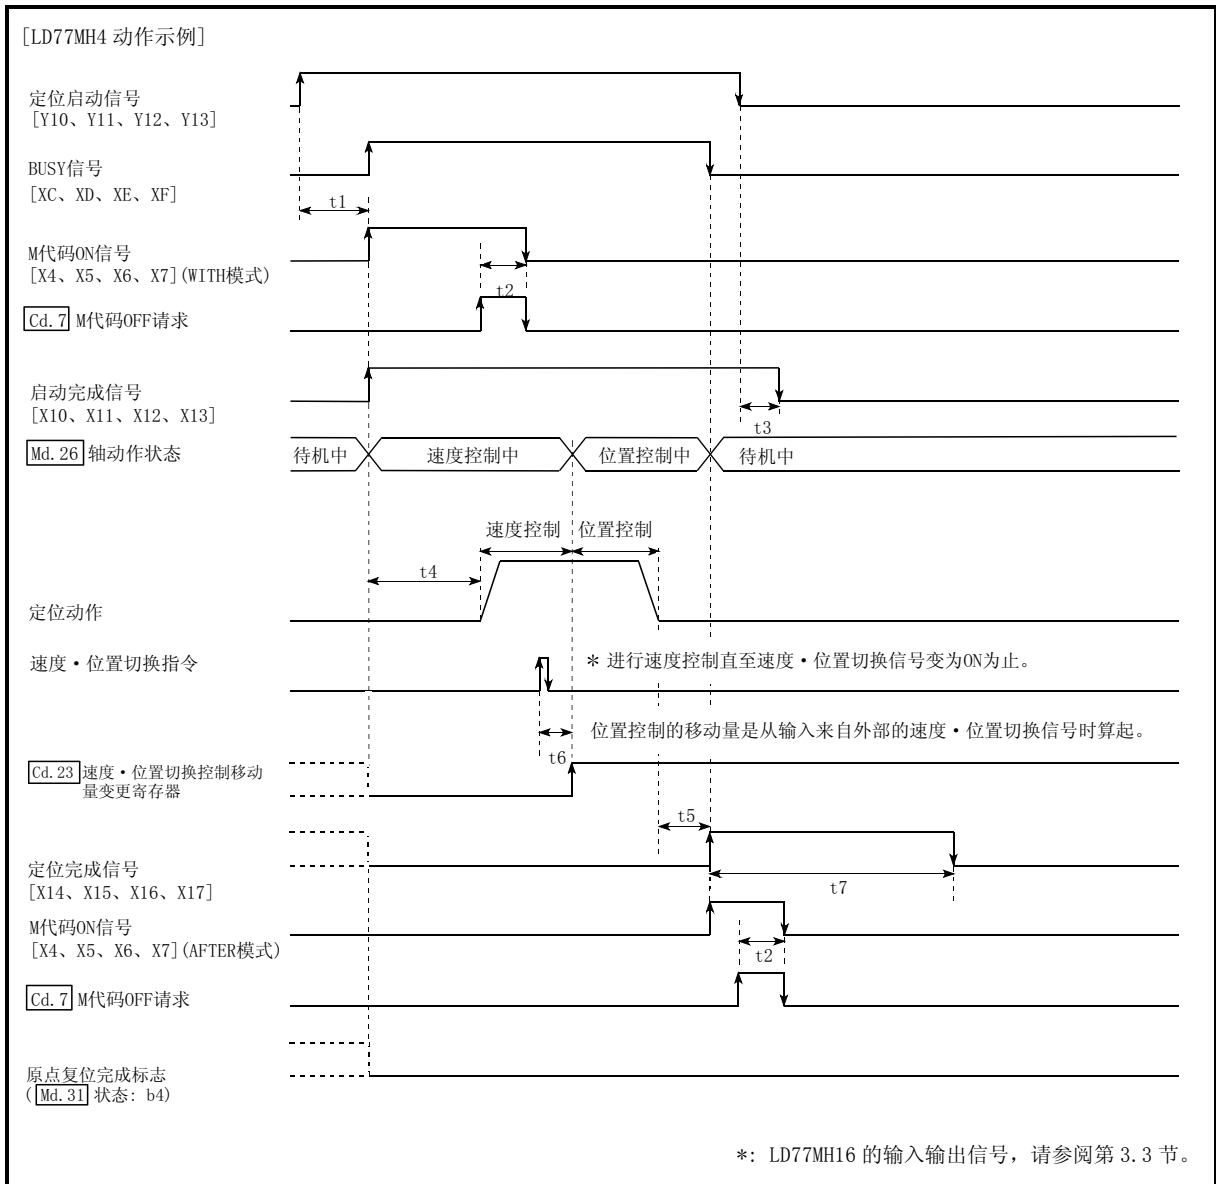 [LD77MH4 动作示例]
定位启动信号
[Y10、Y11、Y12、Y13]
BUSY信号
[XC、XD、XE、XF]
t1
M代码ON信号
[X4、X5、X6、X7](WITH模式)
t2
Cd.7 M代码OFF请求
启动完成信号
[X10、X11、X12、X13]
t3
Md.26 轴动作状态
待机中 速度控制中 位置控制中 待机中
速度控制 位置控制
t4
定位动作
速度・位置切换指令
* 进行速度控制直至速度・位置切换信号变为ON为止。
位置控制的移动量是从输入来自外部的速度・位置切换信号时算起。
t6
Cd.23 速度・位置切换控制移动
量变更寄存器
t5
定位完成信号
[X14、X15、X16、X17]
t7
M代码ON信号
[X4、X5、X6、X7](AFTER模式)
t2
Cd.7 M代码OFF请求
原点复位完成标志
( Md.31 状态: b4)
*: LD77MH16 的输入输出信号，请参阅第 3.3 节。